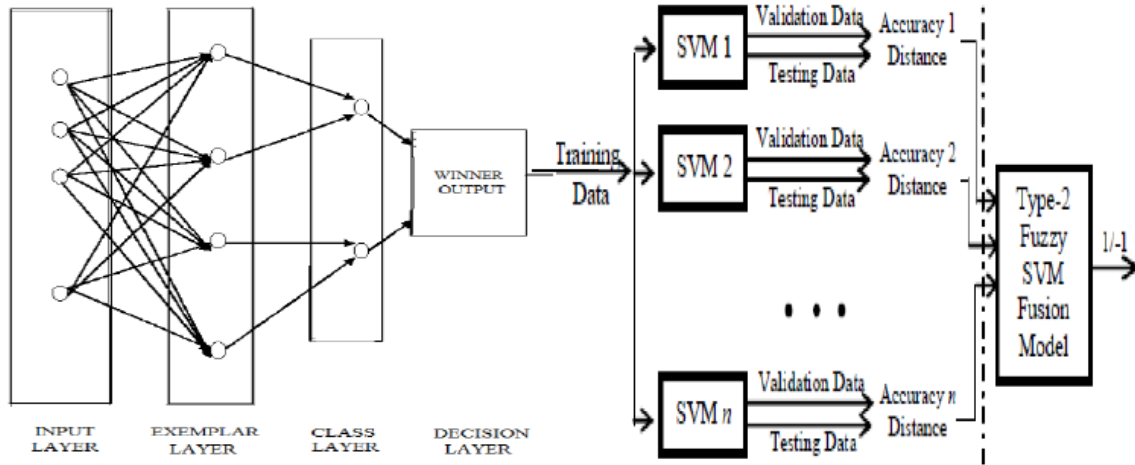 INPUT
LAYER
EXEMPLAR
LAYER
CLASS
LAYER
DECISION
LAYER
WINNER
OUTPUT
Training
Data
SVM 1
Validation Data
Testing Data
Accuracy 1
Distance
SVM 2
Validation Data
Testing Data
Accuracy 2
Distance
• • •
SVM n
Validation Data
Testing Data
Accuracy n
Distance
Type-2
Fuzzy
SVM
Fusion
Model
1/-1